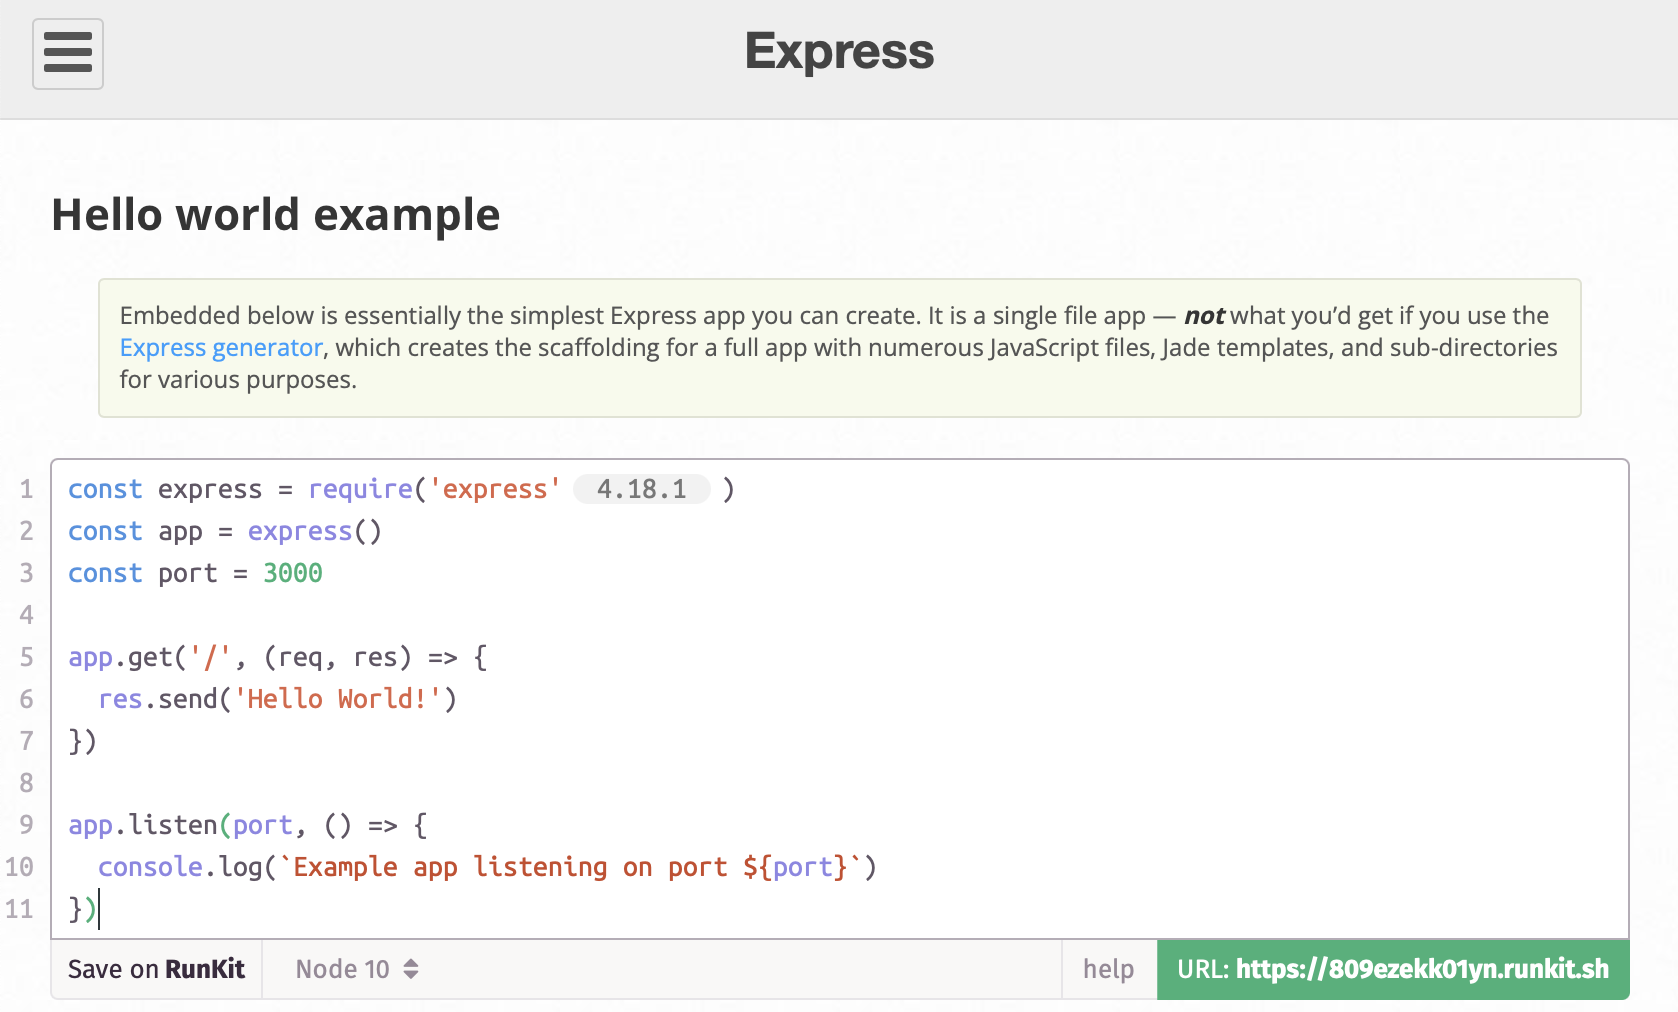 Express
Hello world example
Embedded below is essentially the simplest Express app you can create. It is a single file app — not what you’d get if you use the
Express generator, which creates the scaffolding for a full app with numerous JavaScript files, Jade templates, and sub-directories
for various purposes.
1 const express = require('express' 4.18.1 )
2 const app = express()
3 const port = 3000
4
5 app.get('/', (req, res) => {
6   res.send('Hello World!')
7 })
8
9 app.listen(port, () => {
10   console.log(`Example app listening on port ${port}`)
11 })
Save on RunKit Node 10 help URL: https://809ezekk01yn.runkit.sh